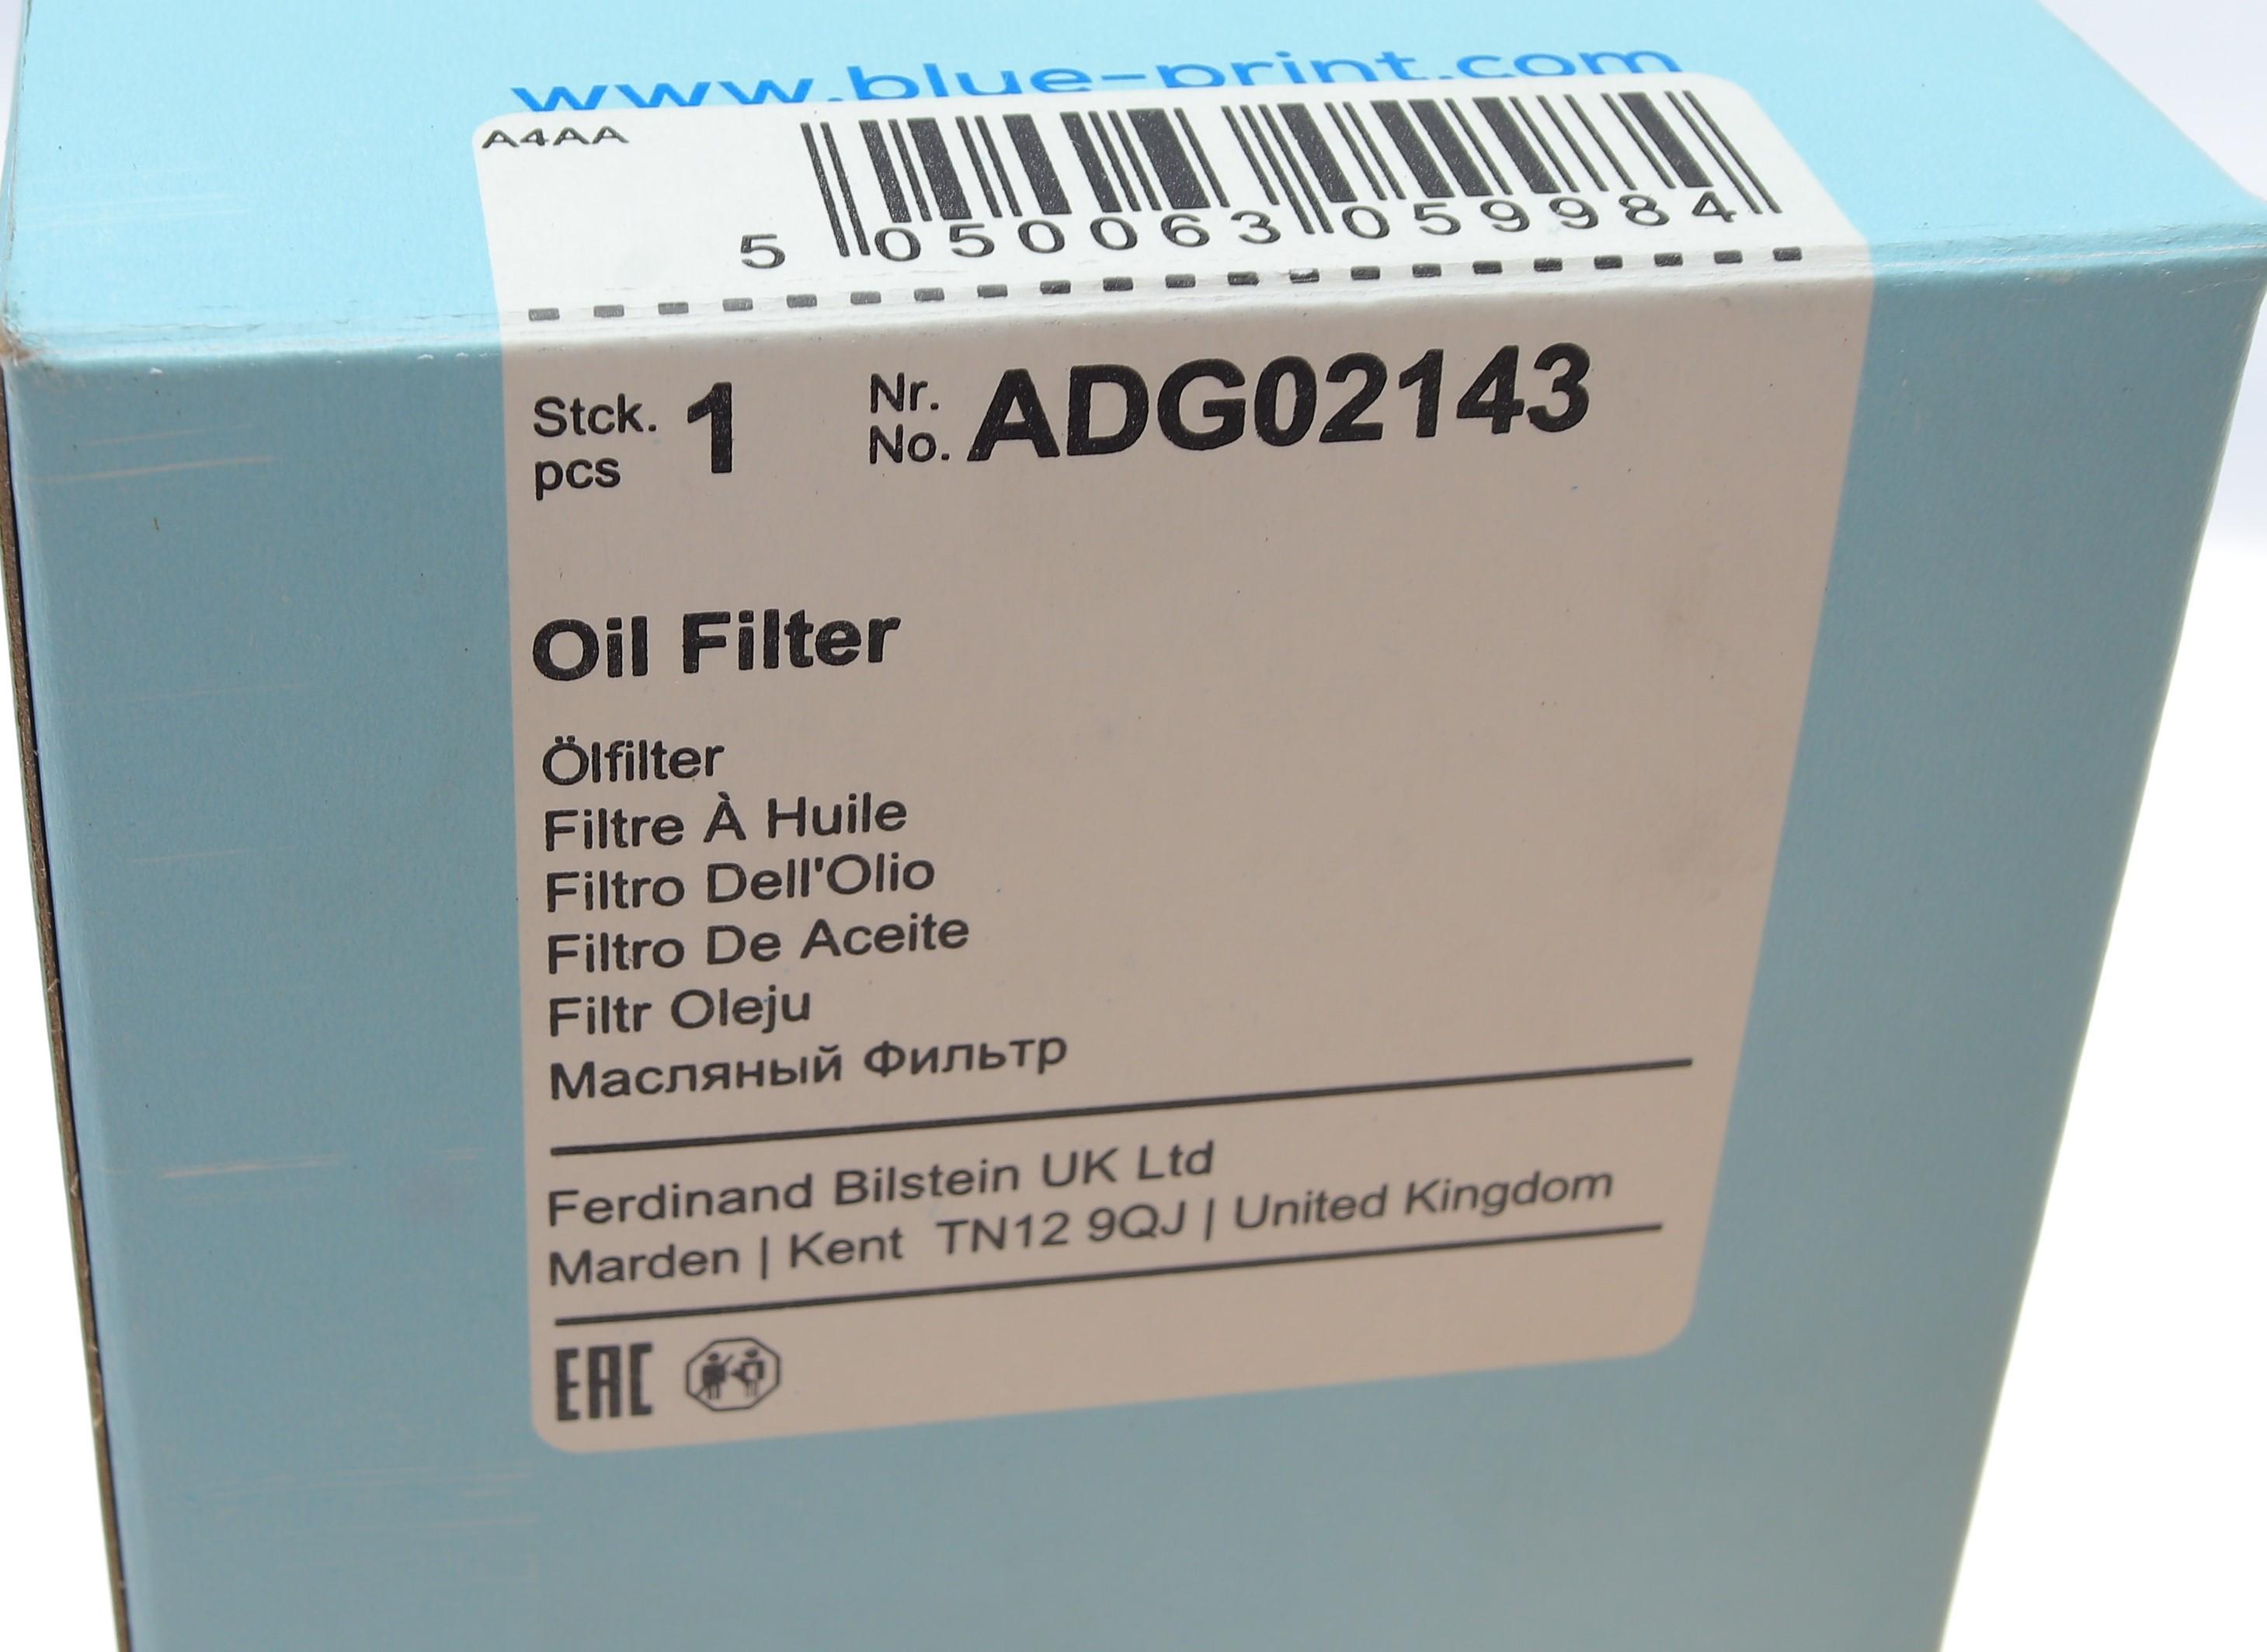 www.blue-print.com
A4AA
5 050063 059984
Stck. 1 Nr. ADG02143
pcs No.
Oil Filter
Ölfilter
Filtre À Huile
Filtro Dell'Olio
Filtro De Aceite
Filtr Oleju
Масляный Фильтр
Ferdinand Bilstein UK Ltd
Marden | Kent TN12 9QJ | United Kingdom
EAC